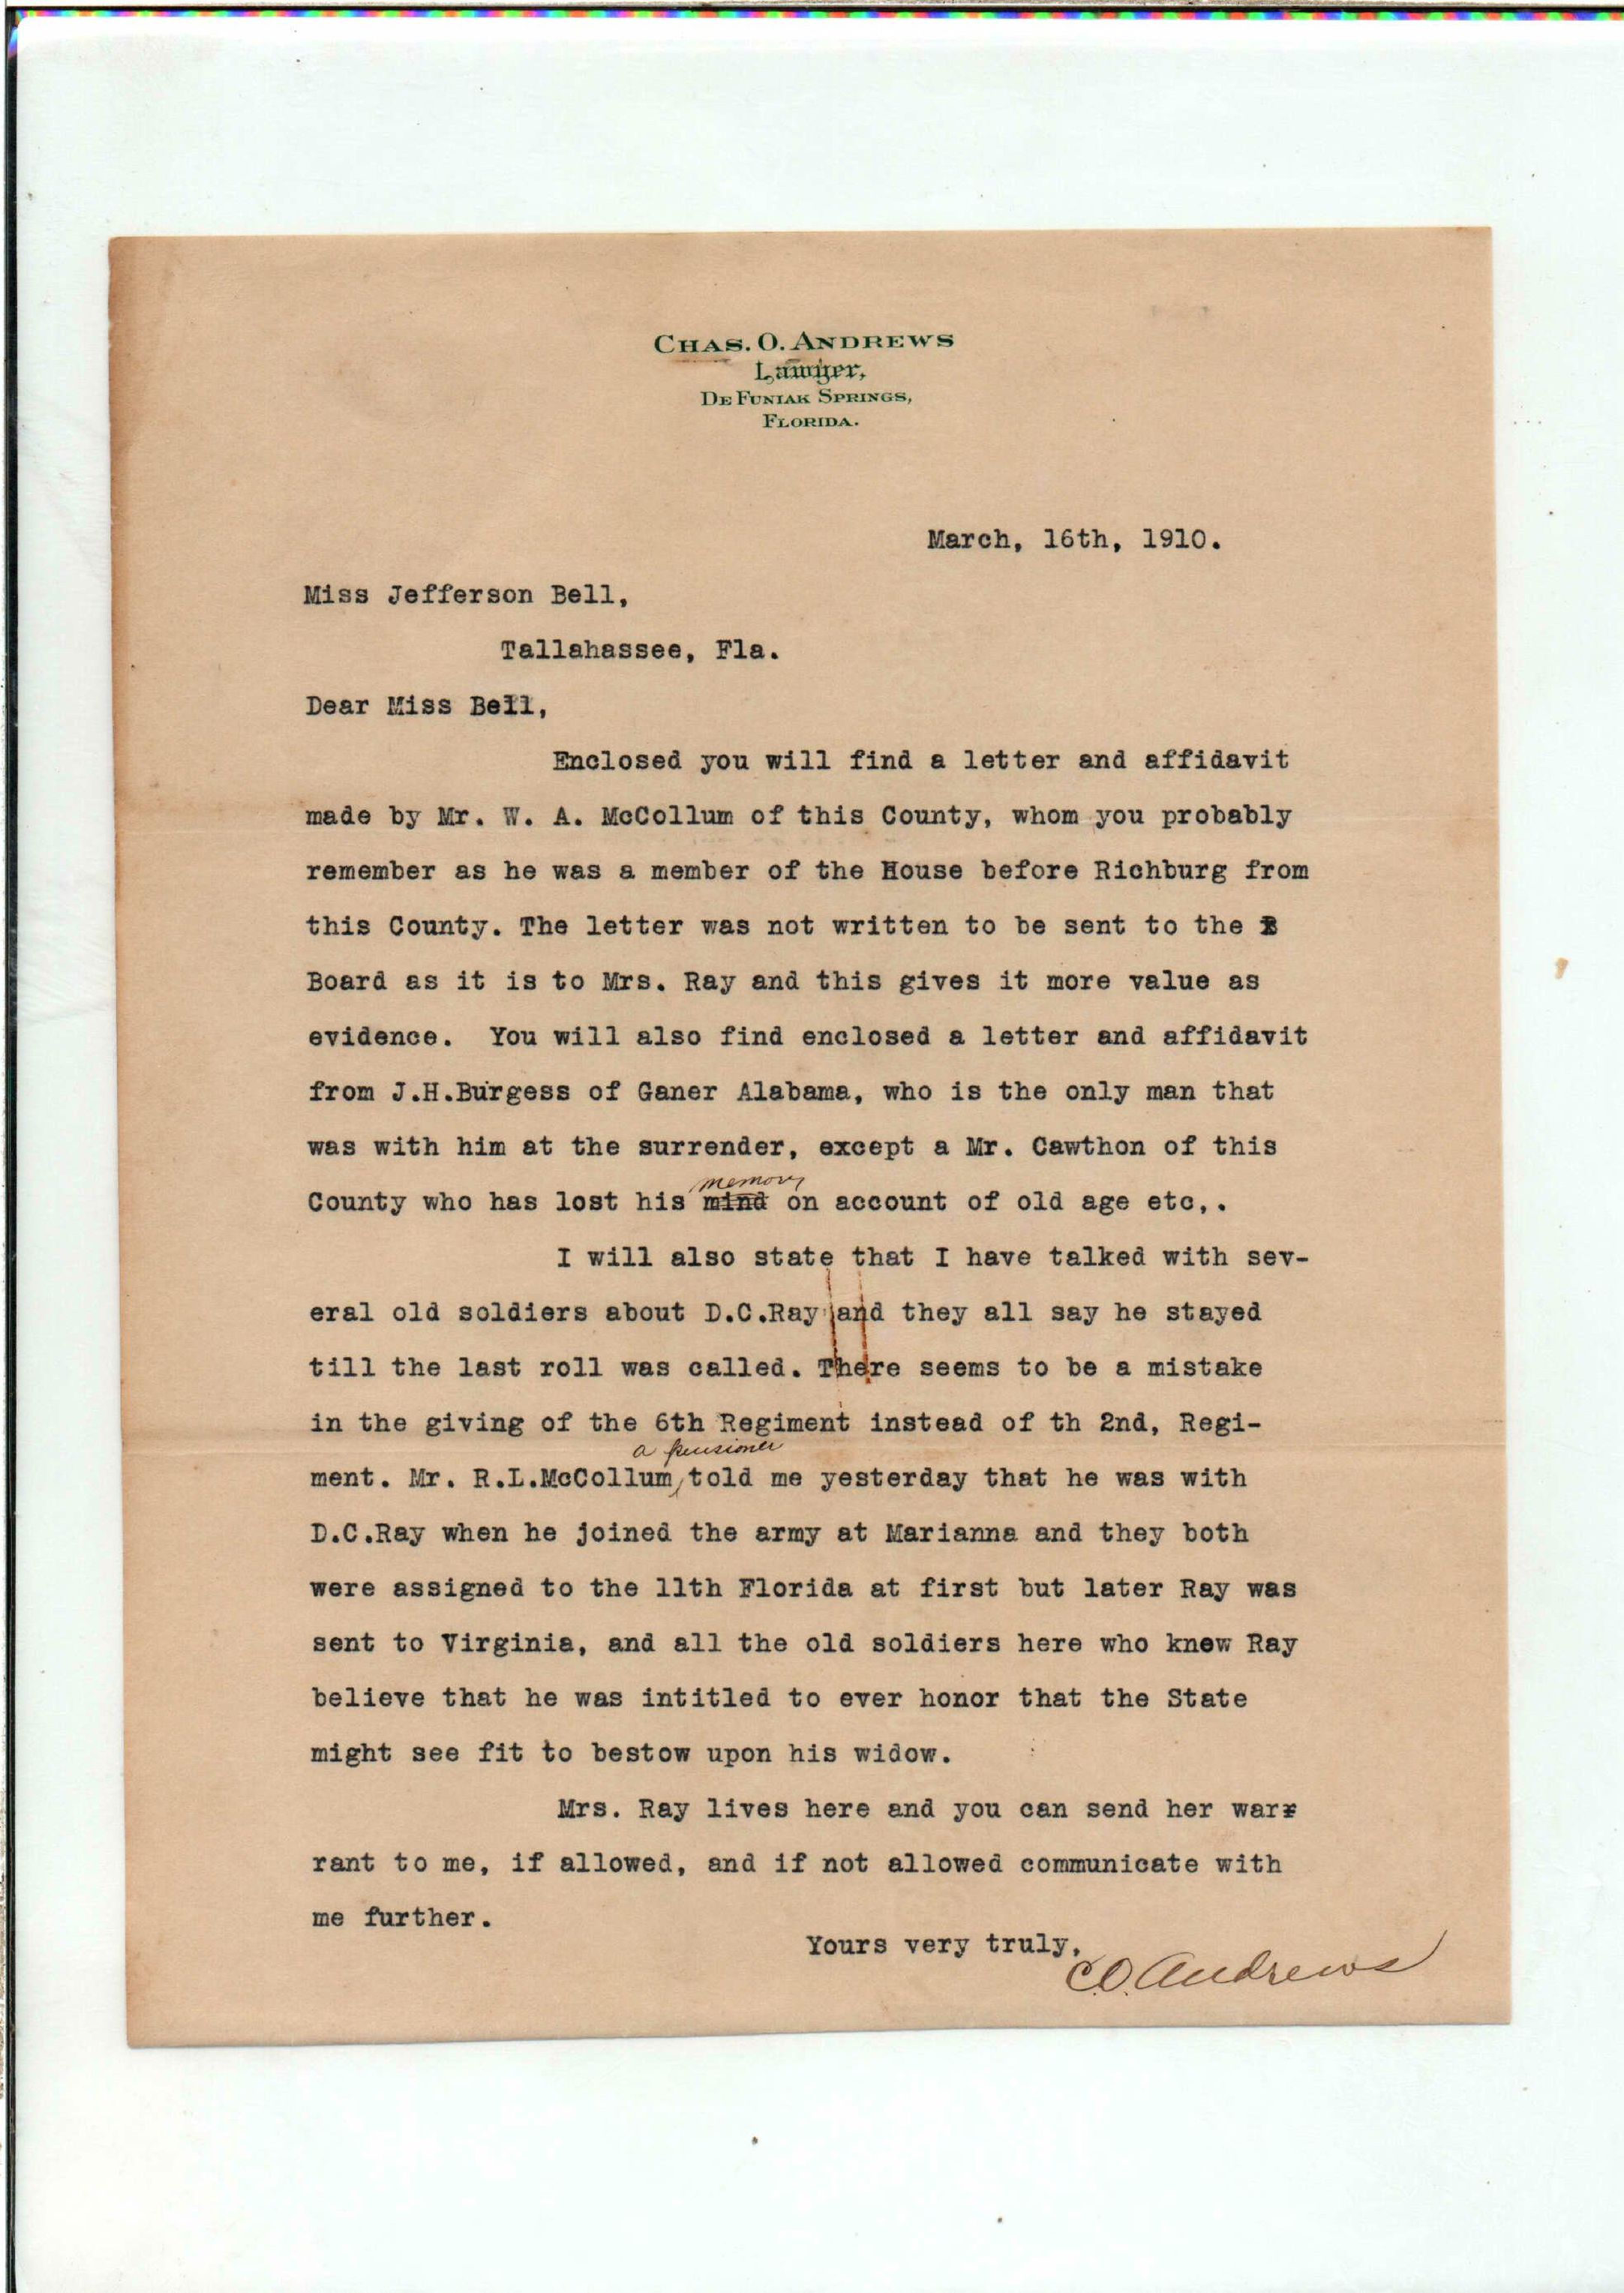 CHAS. O. ANDREWS
Lawyer,
DE FUNIAK SPRINGS,
FLORIDA.
March, 16th, 1910.
Miss Jefferson Bell,
Tallahassee, Fla.
Dear Miss Bell,
Enclosed you will find a letter and affidavit
made by Mr. W. A. McCollum of this County, whom you probably
remember as he was a member of the House before Richburg from
this County. The letter was not written to be sent to the B
Board as it is to Mrs. Ray and this gives it more value as
evidence. You will also find enclosed a letter and affidavit
from J.H.Burgess of Ganer Alabama, who is the only man that
was with him at the surrender, except a Mr. Cawthon of this
memory
County who has lost his mind on account of old age etc,.
I will also state that I have talked with sev-
eral old soldiers about D.C.Ray and they all say he stayed
till the last roll was called. There seems to be a mistake
in the giving of the 6th Regiment instead of th 2nd, Regi-
a pensioner
ment. Mr. R.L.McCollum, told me yesterday that he was with
D.C.Ray when he joined the army at Marianna and they both
were assigned to the 11th Florida at first but later Ray was
sent to Virginia, and all the old soldiers here who knew Ray
believe that he was intitled to ever honor that the State
might see fit to bestow upon his widow.
Mrs. Ray lives here and you can send her warr
rant to me, if allowed, and if not allowed communicate with
me further.
Yours very truly,
C.O. Andrews